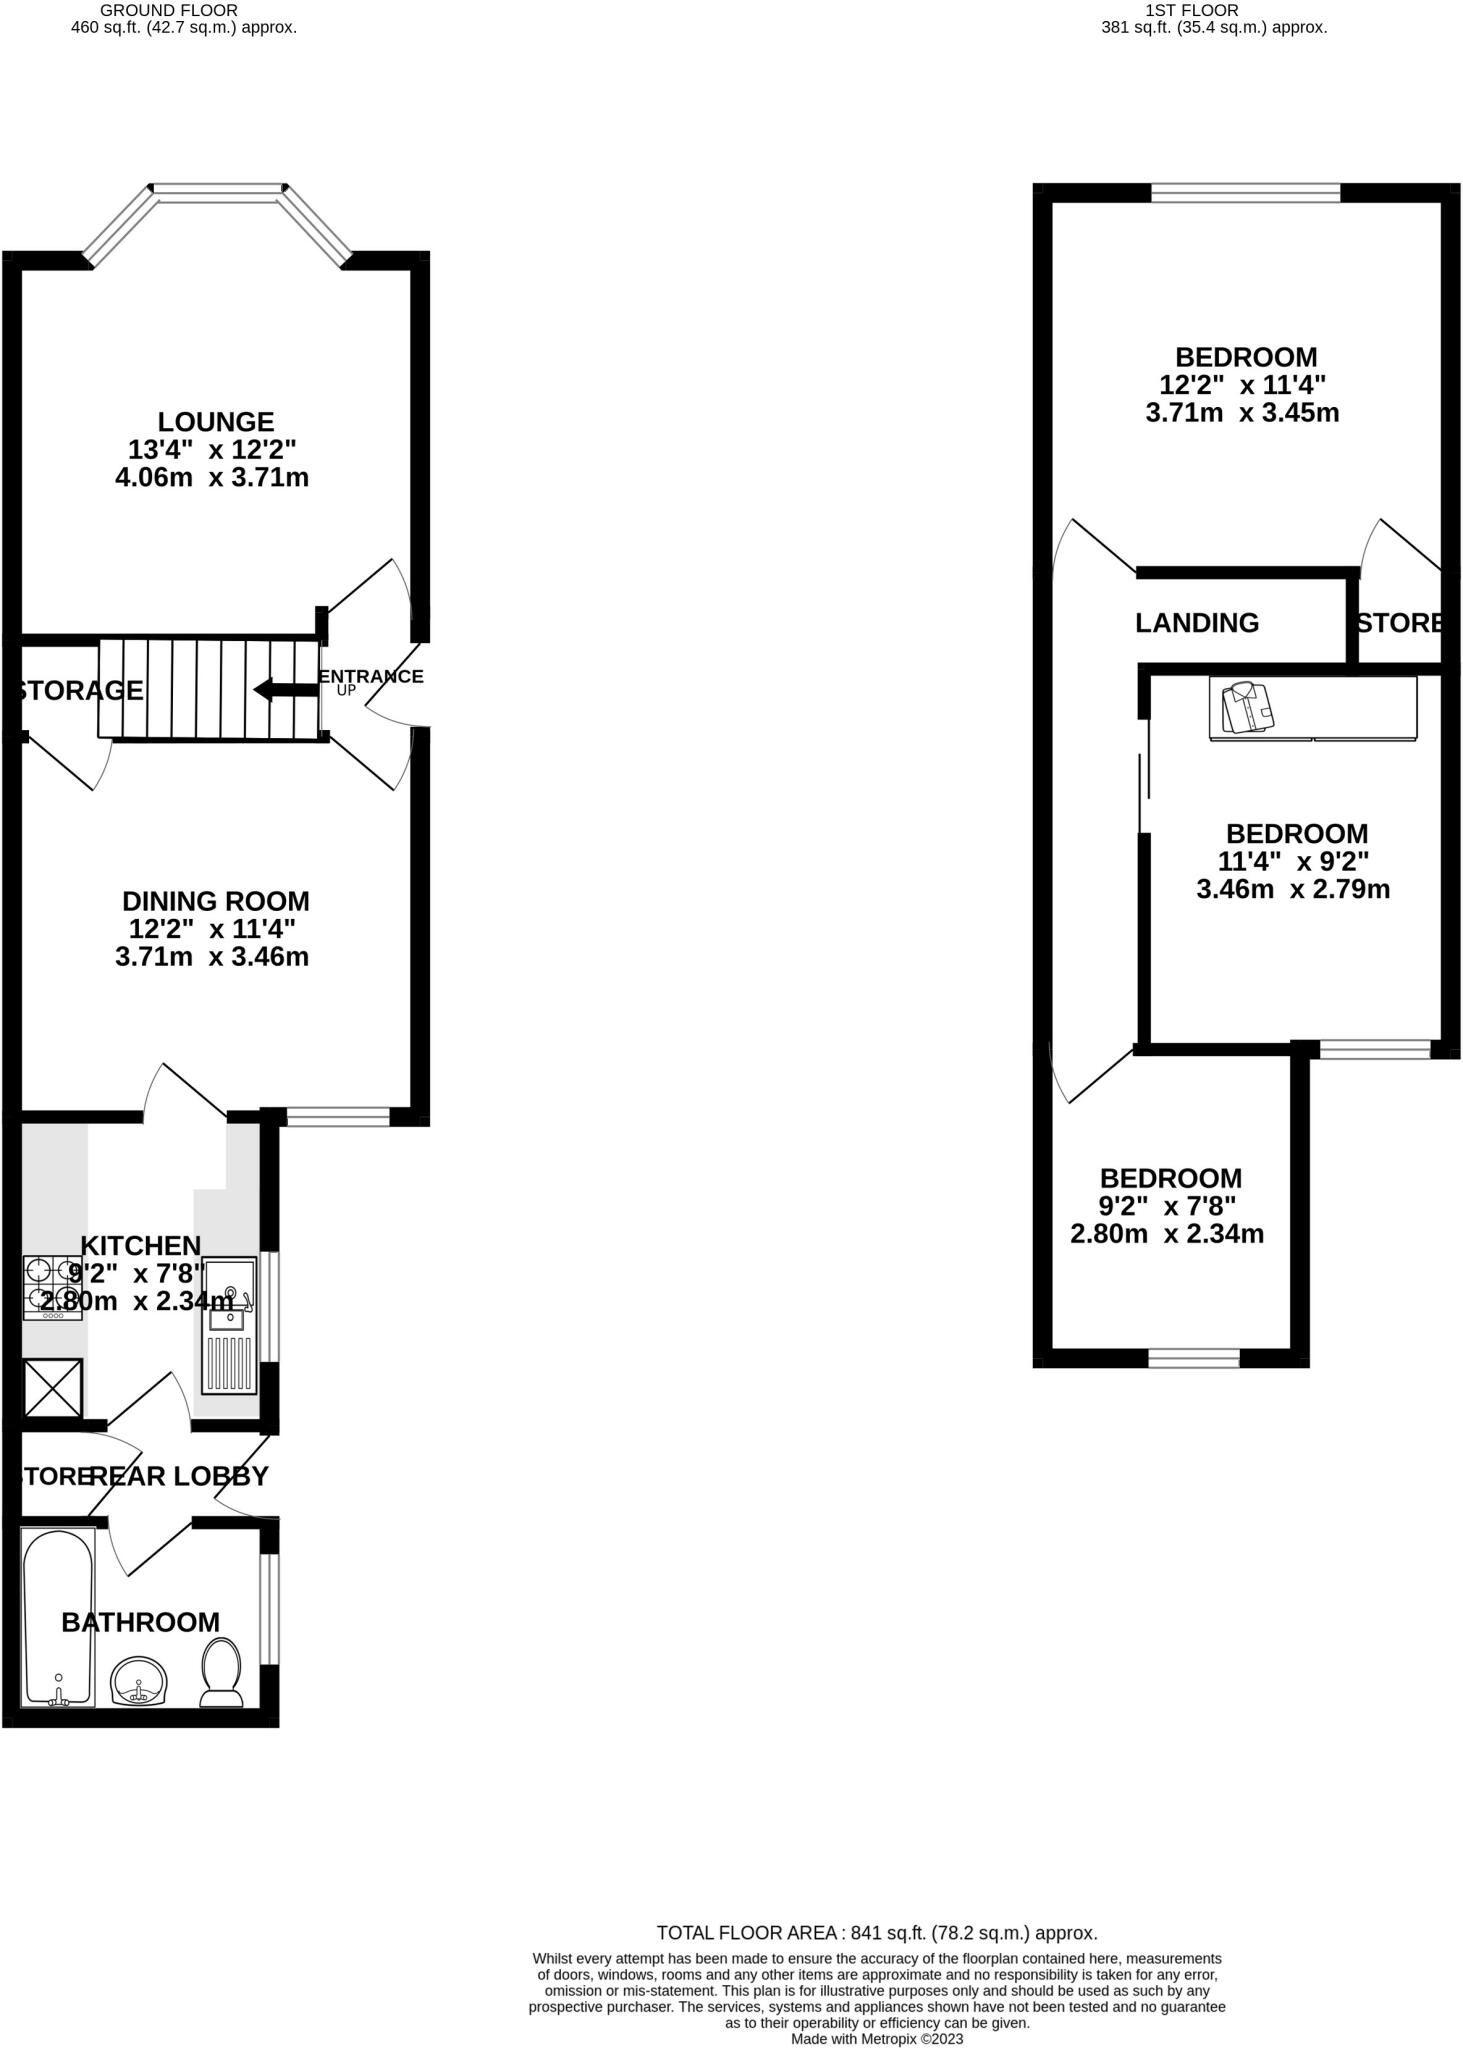 GROUND FLOOR
460 sq.ft. (42.7 sq.m.) approx.
1ST FLOOR
381 sq.ft. (35.4 sq.m.) approx.
LOUNGE
13'4" x 12'2"
4.06m x 3.71m
STORAGE
ENTRANCE
UP
DINING ROOM
12'2" x 11'4"
3.71m x 3.46m
KITCHEN
9'2" x 7'8"
2.80m x 2.34m
STORE
REAR LOBBY
BATHROOM
BEDROOM
12'2" x 11'4"
3.71m x 3.45m
LANDING
STORE
BEDROOM
11'4" x 9'2"
3.46m x 2.79m
BEDROOM
9'2" x 7'8"
2.80m x 2.34m
TOTAL FLOOR AREA : 841 sq.ft. (78.2 sq.m.) approx.
Whilst every attempt has been made to ensure the accuracy of the floorplan contained here, measurements
of doors, windows, rooms and any other items are approximate and no responsibility is taken for any error,
omission or mis-statement. This plan is for illustrative purposes only and should be used as such by any
prospective purchaser. The services, systems and appliances shown have not been tested and no guarantee
as to their operability or efficiency can be given.
Made with Metropix ©2023